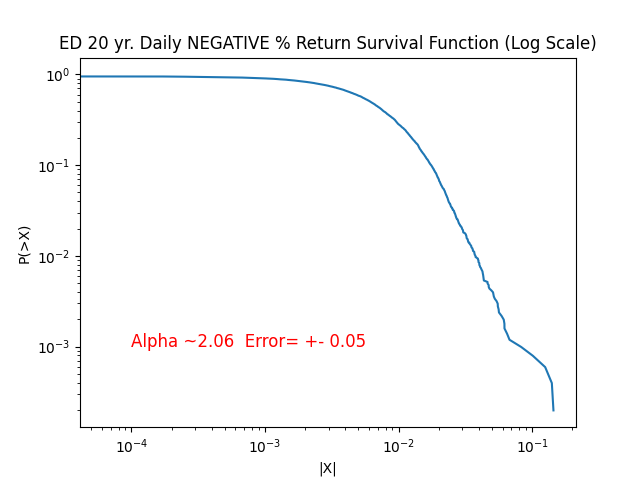 ED 20 yr. Daily NEGATIVE % Return Survival Function (Log Scale)
10⁰
10⁻¹
10⁻²
10⁻³
P(>X)
Alpha ~2.06  Error= +- 0.05
10⁻⁴ 10⁻³ 10⁻² 10⁻¹
|X|